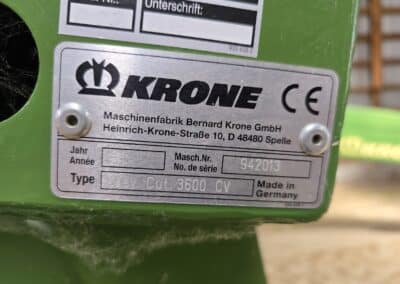 Unterschrift:
KRONE CE
Maschinenfabrik Bernard Krone GmbH
Heinrich-Krone-Straße 10, D 48480 Spelle
Jahr
Année
Masch.Nr.
No. de série
942013
Type
Cut 3600 CV
Made in
Germany